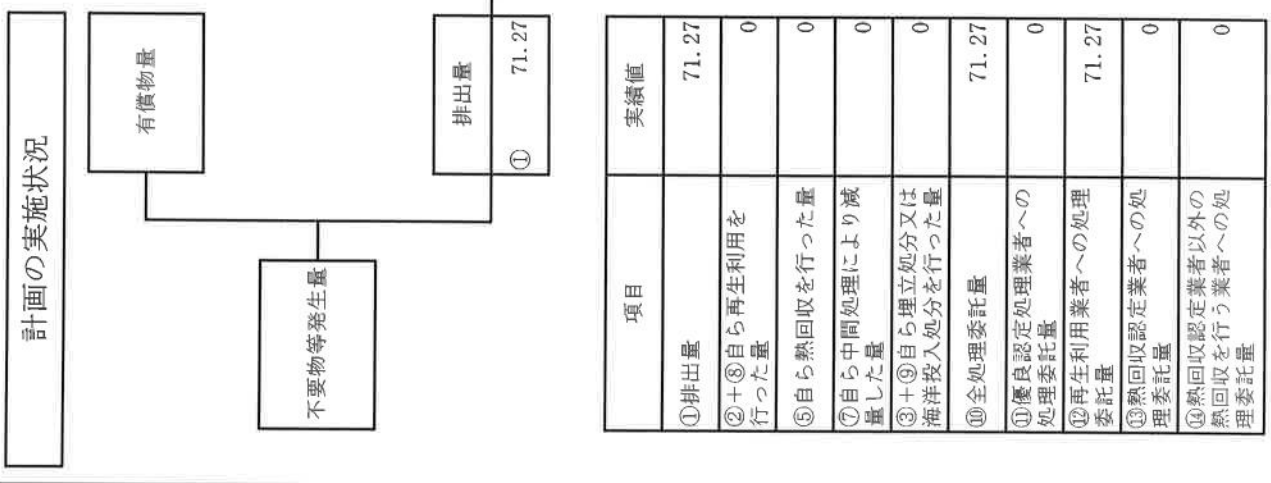 計画の実施状況
有償物量
不要物等発生量
排出量
① 71.27
項目 実績値
①排出量 71.27
②＋⑧自ら再生利用を
行った量 0
⑤自ら熱回収を行った量 0
⑦自ら中間処理により減
量した量 0
③＋⑨自ら埋立処分又は
海洋投入処分を行った量 0
⑩全処理委託量 71.27
⑪優良認定処理業者への
処理委託量 0
⑫再生利用業者への処理
委託量 71.27
⑬熱回収認定業者への処
理委託量 0
⑭熱回収認定業者以外の
熱回収を行う業者への処
理委託量 0